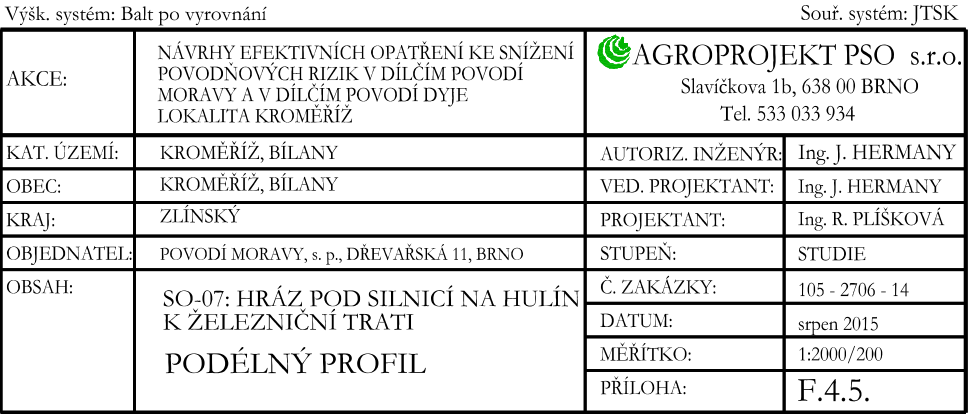 Výšk. systém: Balt po vyrovnání
Souř. systém: JTSK
AKCE:
NÁVRHY EFEKTIVNÍCH OPATŘENÍ KE SNÍŽENÍ
POVODŇOVÝCH RIZIK V DÍLČÍM POVODÍ
MORAVY A V DÍLČÍM POVODÍ DYJE
LOKALITA KROMĚŘÍŽ
AGROPROJEKT PSO s.r.o.
Slavíčkova 1b, 638 00 BRNO
Tel. 533 033 934
KAT. ÚZEMÍ: KROMĚŘÍŽ, BÍLANY
OBEC: KROMĚŘÍŽ, BÍLANY
KRAJ: ZLÍNSKÝ
OBJEDNATEL: POVODÍ MORAVY, s. p., DŘEVAŘSKÁ 11, BRNO
OBSAH:
SO-07: HRÁZ POD SILNICÍ NA HULÍN
K ŽELEZNIČNÍ TRATI
PODÉLNÝ PROFIL
AUTORIZ. INŽENÝR: Ing. J. HERMANY
VED. PROJEKTANT: Ing. J. HERMANY
PROJEKTANT: Ing. R. PLÍŠKOVÁ
STUPEŇ: STUDIE
Č. ZAKÁZKY: 105 - 2706 - 14
DATUM: srpen 2015
MĚŘÍTKO: 1:2000/200
PŘÍLOHA: F.4.5.